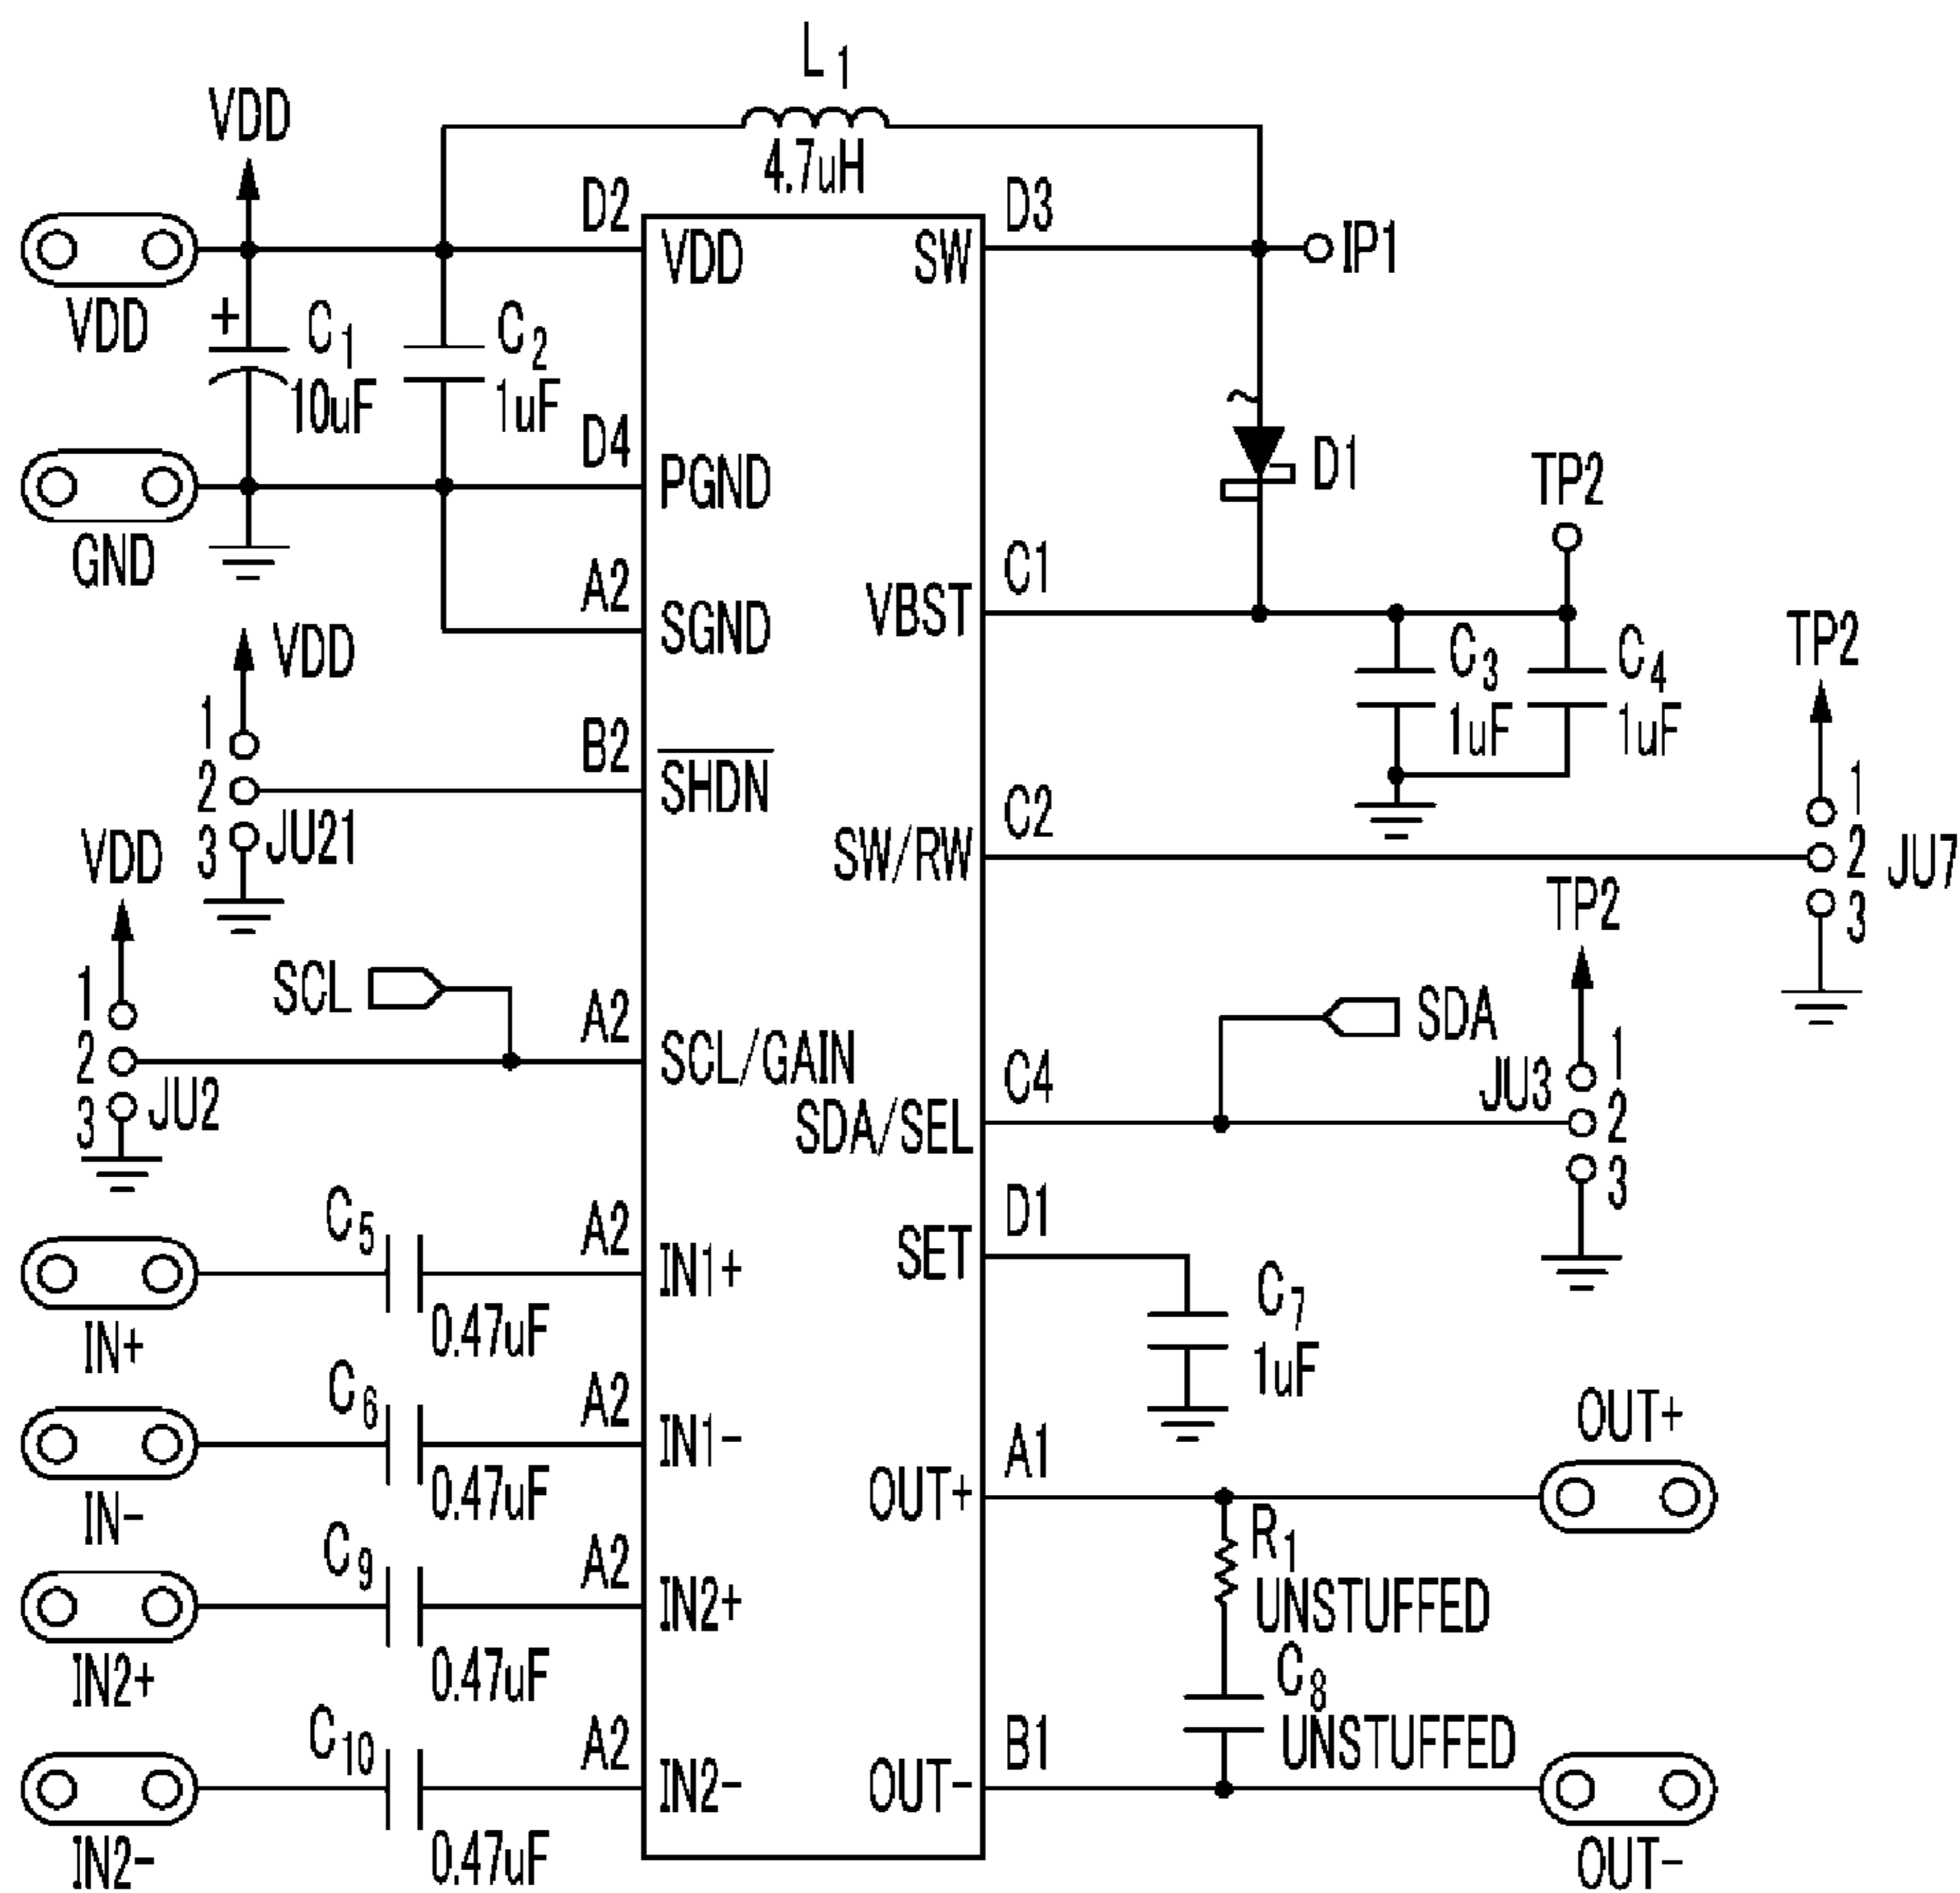 L1
4.7uH
VDD
D2
D3
VDD
SW
IP1
VDD
+
C1
10uF
C2
1uF
D4
PGND
D1
TP2
GND
A2
SGND
C1
VBST
VDD
C3
1uF
C4
1uF
TP2
1
2
3
JU21
B2
SHDN
C2
SW/RW
1
2
3
JU7
VDD
1
2
3
JU2
SCL
A2
SCL/GAIN
SDA
TP2
C4
SDA/SEL
JU3
1
2
3
C5
0.47uF
A2
IN1+
IN+
D1
SET
C7
1uF
C6
0.47uF
A2
IN1-
IN-
A1
OUT+
OUT+
R1
UNSTUFFED
C9
0.47uF
A2
IN2+
IN2+
C8
UNSTUFFED
C10
0.47uF
A2
IN2-
IN2-
B1
OUT-
OUT-